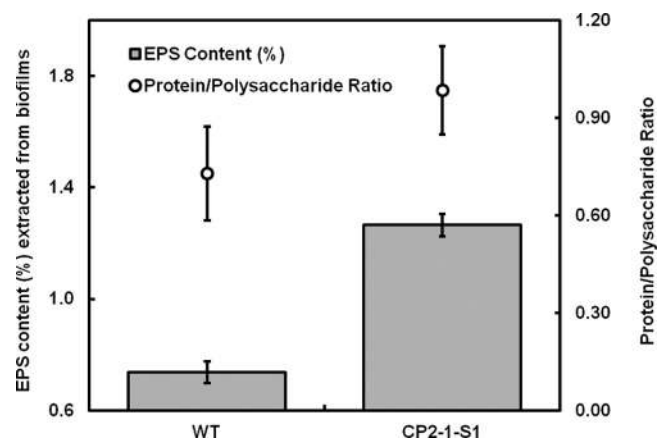 EPS Content (%)
Protein/Polysaccharide Ratio
EPS content (%) extracted from biofilms
1.8
1.4
1.0
0.6
1.20
0.90
0.60
0.30
0.00
Protein/Polysaccharide Ratio
WT
CP2-1-S1